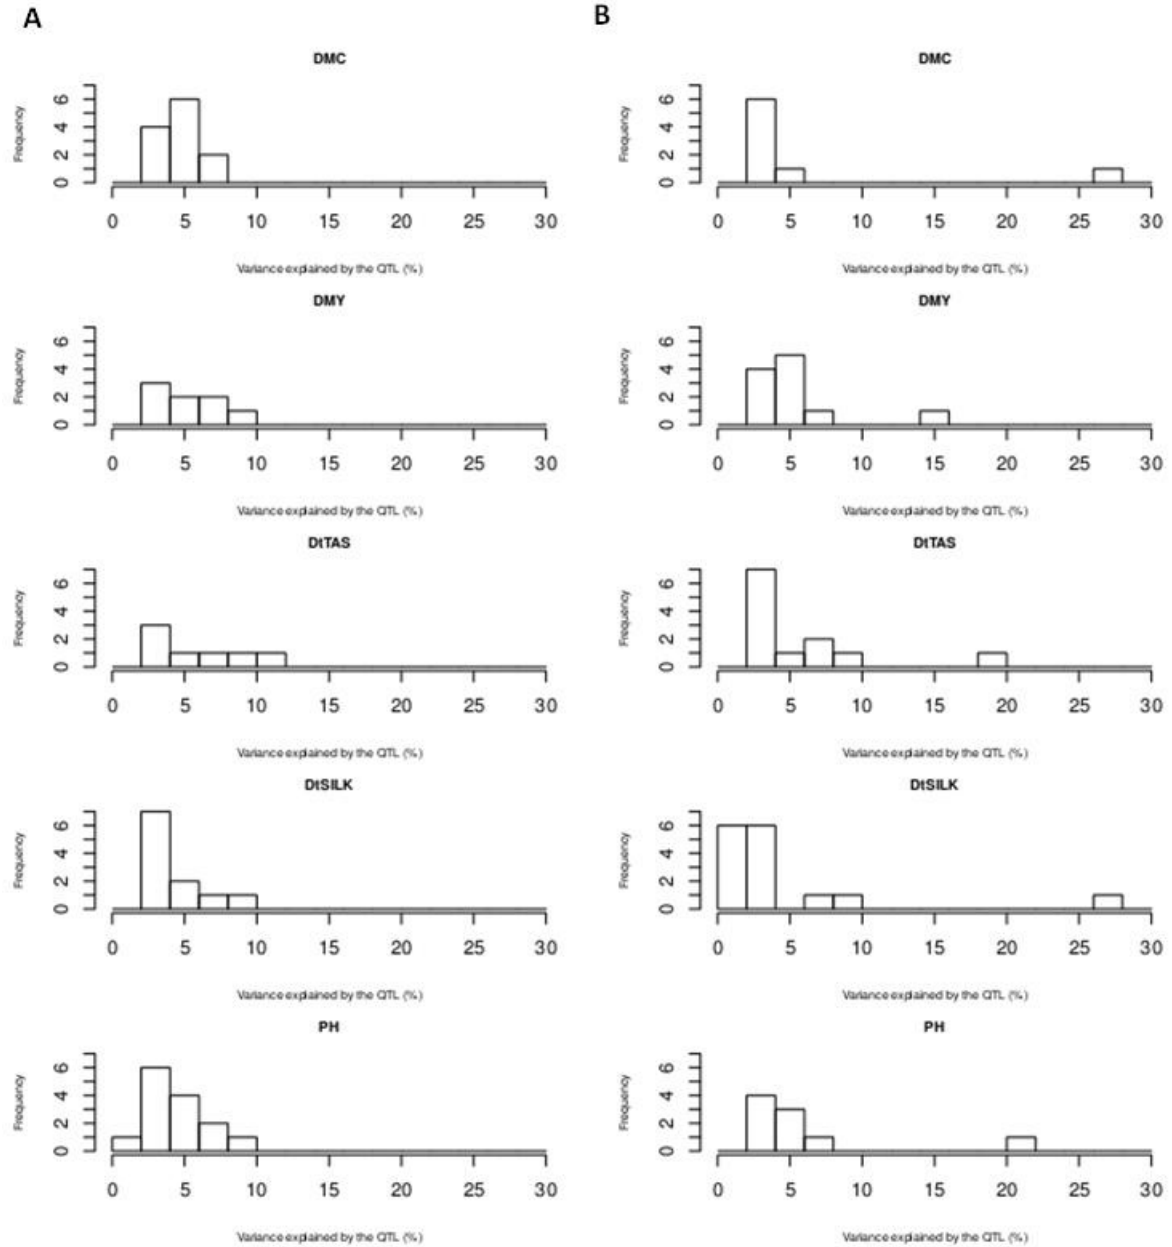 A B
DMC DMC
Frequency 0 2 4 6 Frequency 0 2 4 6
0 5 10 15 20 25 30 0 5 10 15 20 25 30
Variance explained by the QTL (%) Variance explained by the QTL (%)
DMY DMY
Frequency 0 2 4 6 Frequency 0 2 4 6
0 5 10 15 20 25 30 0 5 10 15 20 25 30
Variance explained by the QTL (%) Variance explained by the QTL (%)
DtTAS DtTAS
Frequency 0 2 4 6 Frequency 0 2 4 6
0 5 10 15 20 25 30 0 5 10 15 20 25 30
Variance explained by the QTL (%) Variance explained by the QTL (%)
DtSILK DtSILK
Frequency 0 2 4 6 Frequency 0 2 4 6
0 5 10 15 20 25 30 0 5 10 15 20 25 30
Variance explained by the QTL (%) Variance explained by the QTL (%)
PH PH
Frequency 0 2 4 6 Frequency 0 2 4 6
0 5 10 15 20 25 30 0 5 10 15 20 25 30
Variance explained by the QTL (%) Variance explained by the QTL (%)